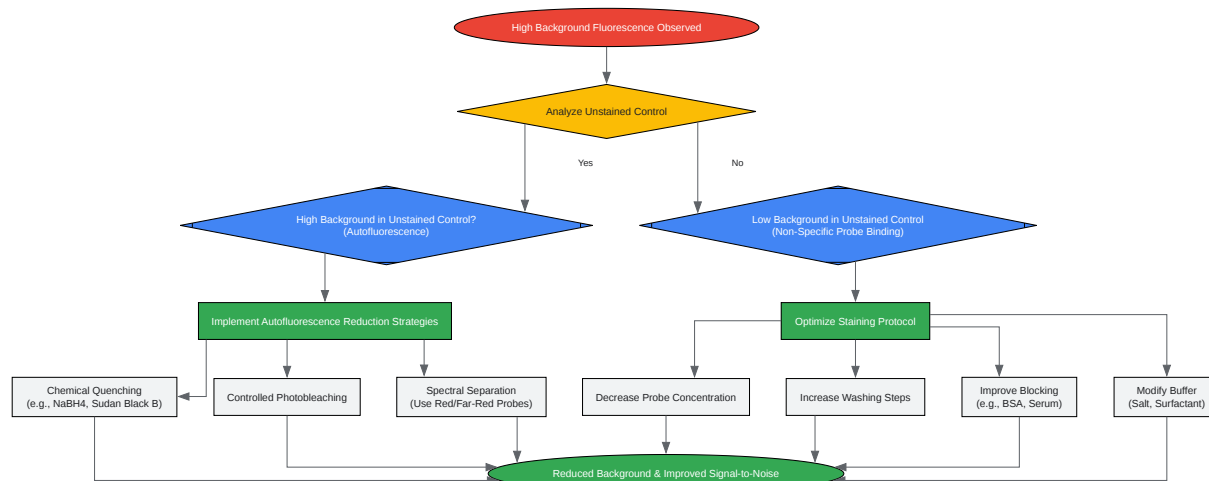 High Background Fluorescence Observed
Analyze Unstained Control
Yes
No
High Background in Unstained Control?
(Autofluorescence)
Low Background in Unstained Control
(Non-Specific Probe Binding)
Implement Autofluorescence Reduction Strategies
Optimize Staining Protocol
Chemical Quenching
(e.g., NaBH4, Sudan Black B)
Controlled Photobleaching
Spectral Separation
(Use Red/Far-Red Probes)
Decrease Probe Concentration
Increase Washing Steps
Improve Blocking
(e.g., BSA, Serum)
Modify Buffer
(Salt, Surfactant)
Reduced Background & Improved Signal-to-Noise